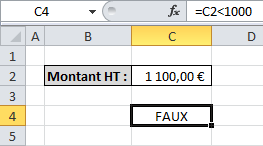 C4 fx =C2<1000
A B C D
1
2 Montant HT : 1 100,00 €
3
4 FAUX
5